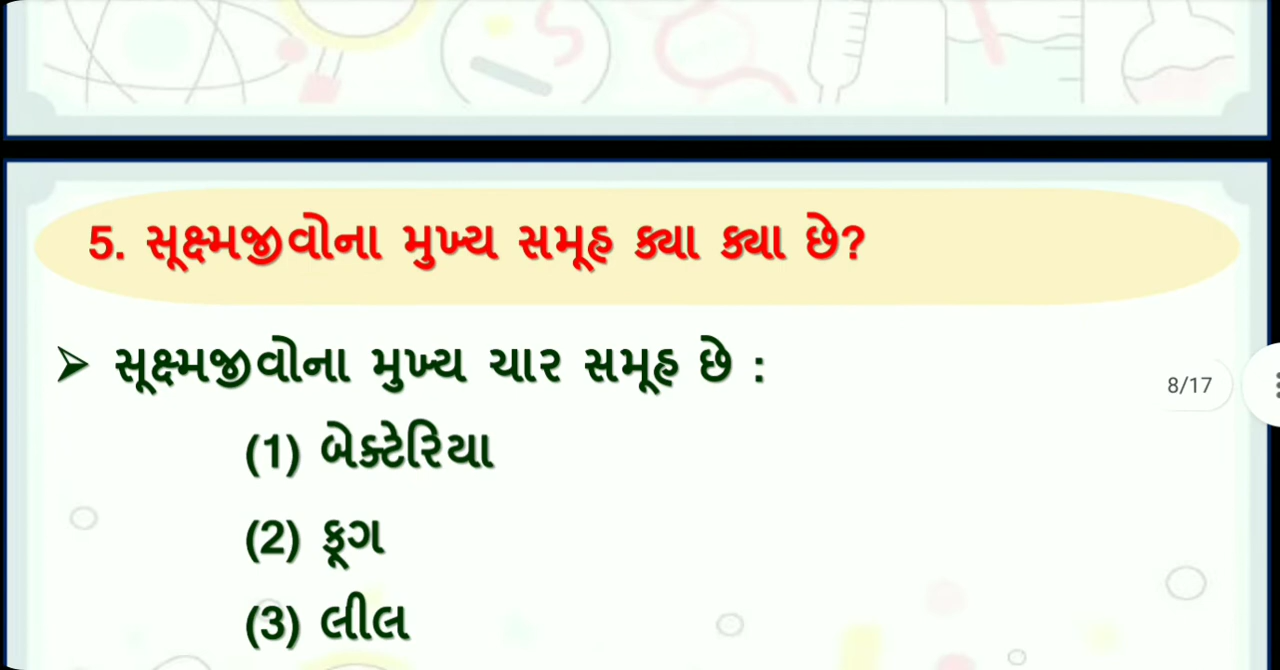 5. સૂક્ષ્મજીવોના મુખ્ય સમૂહ ક્યા ક્યા છે?
➢ સૂક્ષ્મજીવોના મુખ્ય ચાર સમૂહ છે :
8/17
(1) બેક્ટેરિયા
(2) ફૂગ
(3) લીલ